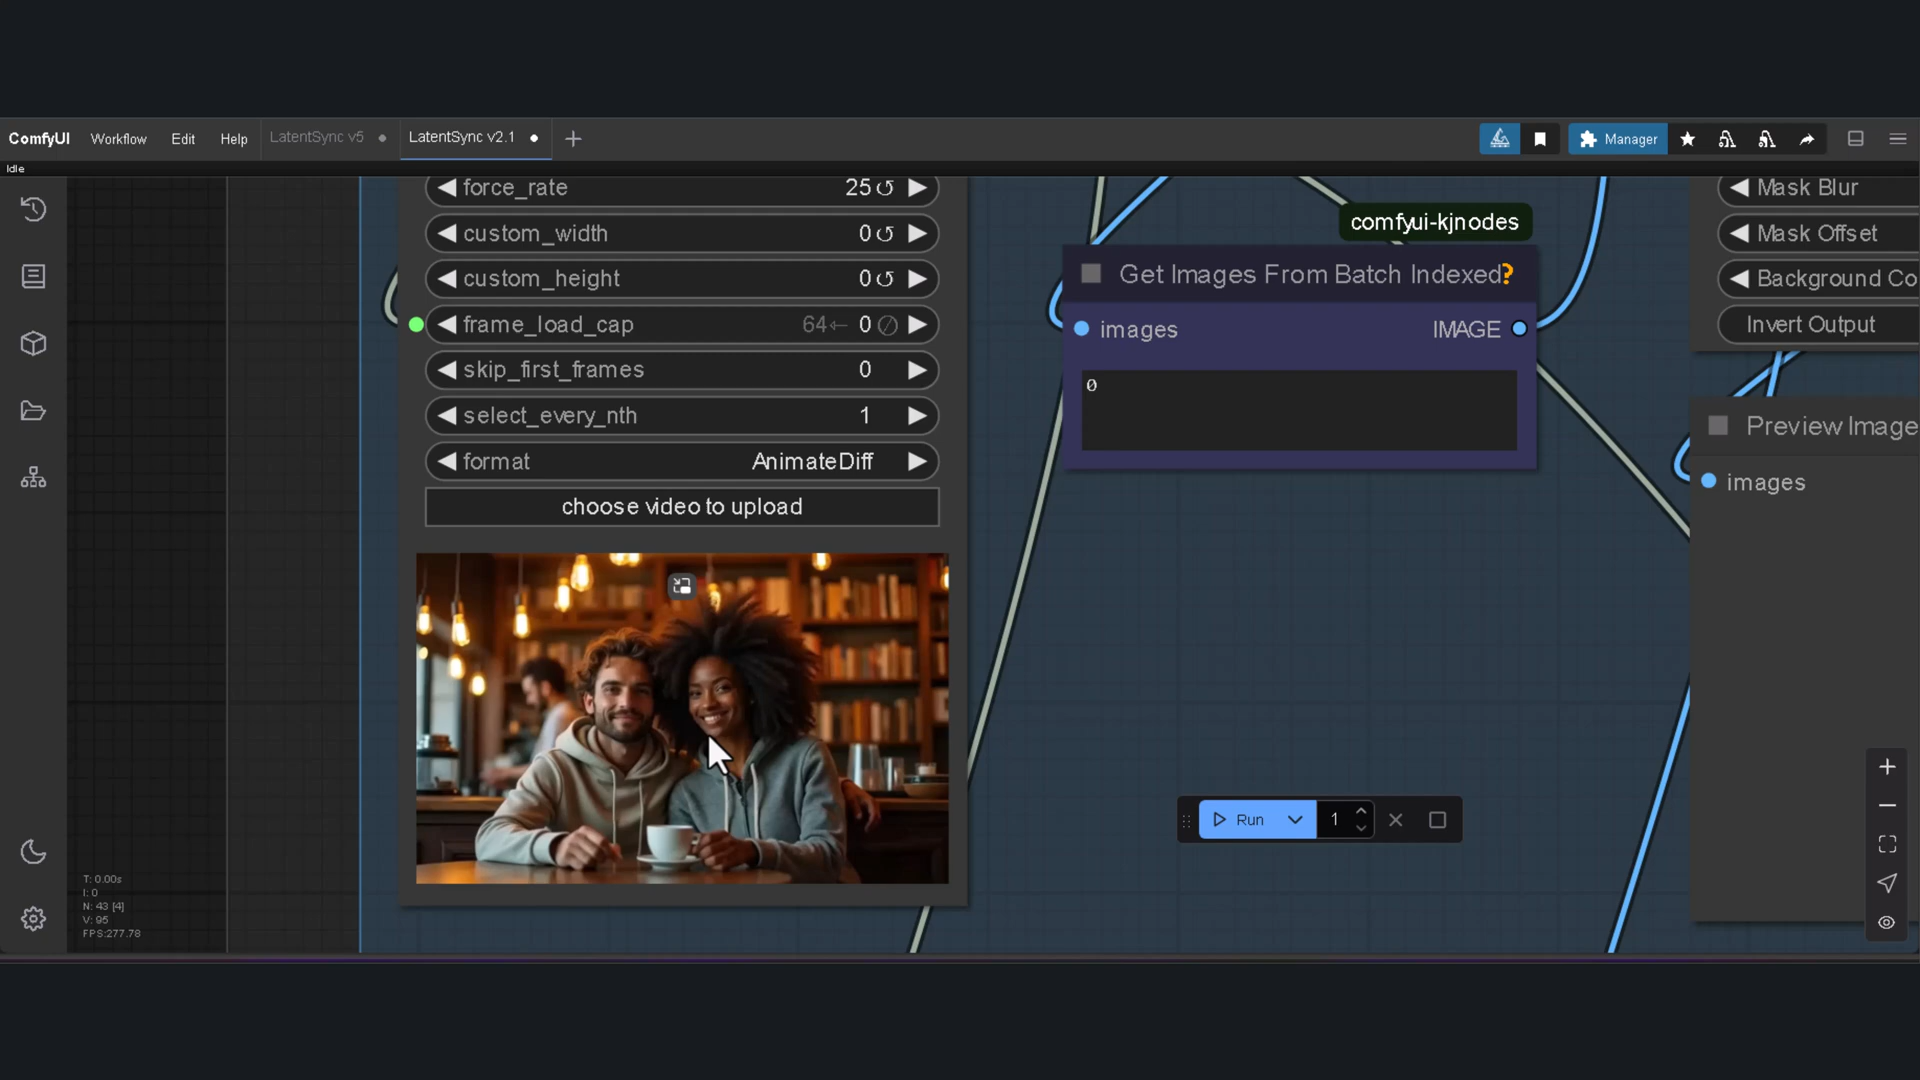 ComfyUI Workflow Edit Help LatentSync v5 LatentSync v2.1 Manager
Idle
force_rate 25
custom_width 0
custom_height 0
frame_load_cap 64← 0
skip_first_frames 0
select_every_nth 1
format AnimateDiff
choose video to upload
comfyui-kjnodes
Get Images From Batch Indexed?
images IMAGE
0
Mask Blur
Mask Offset
Background Co
Invert Output
Preview Image
images
Run 1
T: 0.00s
I: 0
N: 43 [4]
V: 95
FPS:277.78